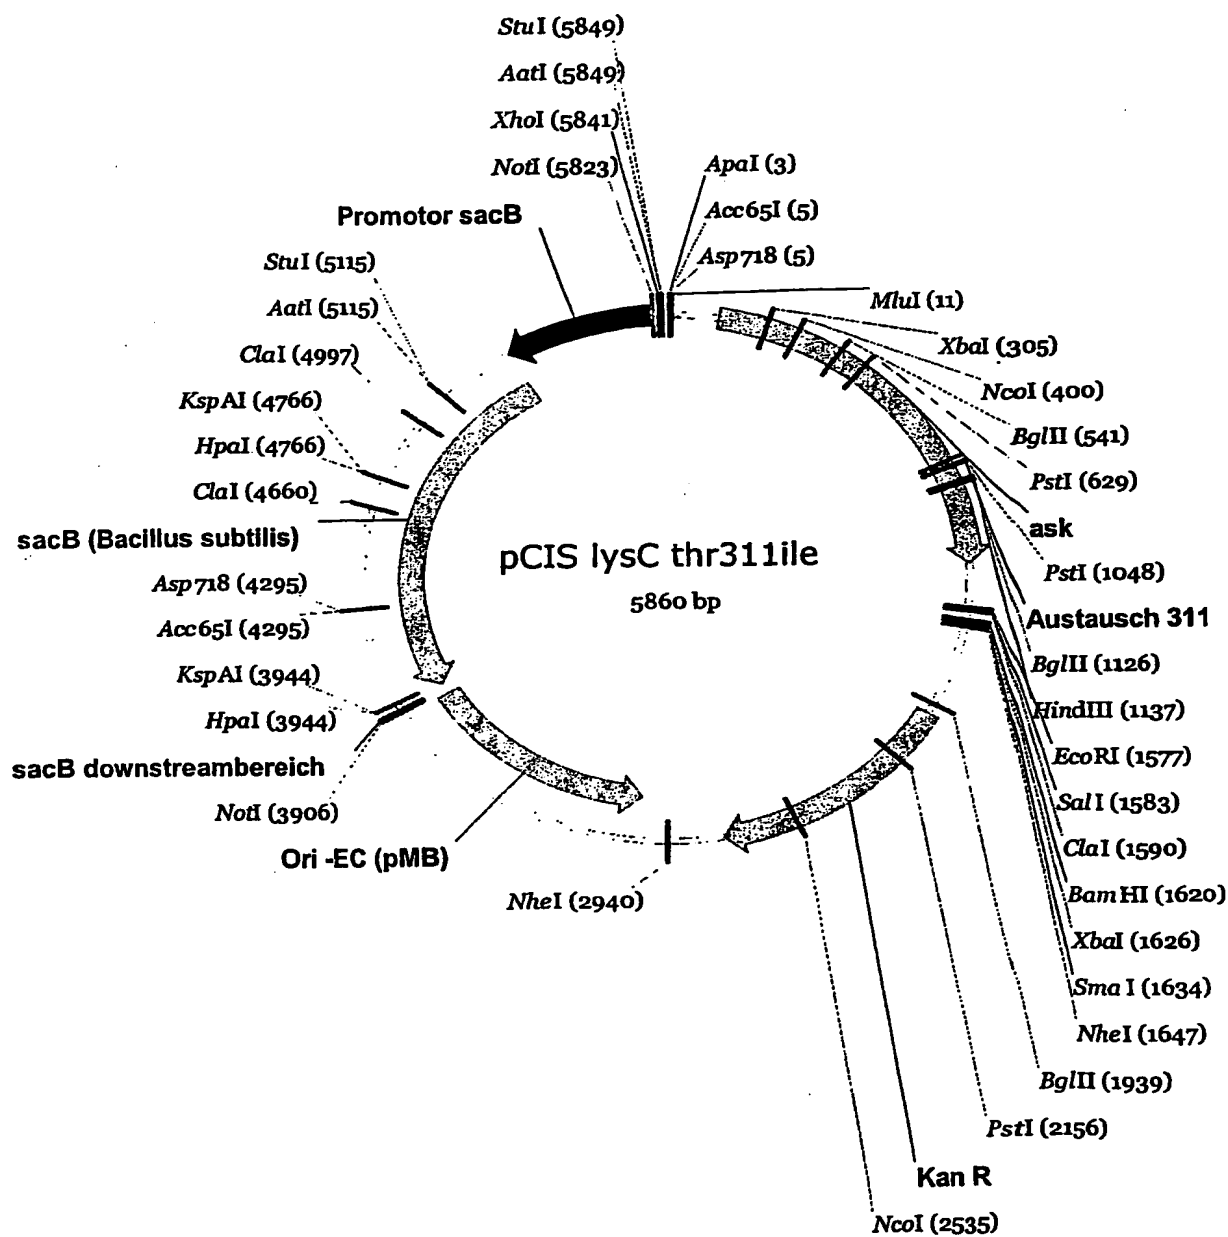 StuI (5849)
AatI (5849)
XhoI (5841)
NotI (5823)
ApaI (3)
Acc65I (5)
Asp718 (5)
MluI (11)
XbaI (305)
NcoI (400)
BglII (541)
PstI (629)
ask
PstI (1048)
Austausch 311
BglII (1126)
HindIII (1137)
EcoRI (1577)
SalI (1583)
ClaI (1590)
BamHI (1620)
XbaI (1626)
SmaI (1634)
NheI (1647)
BglII (1939)
PstI (2156)
Kan R
NcoI (2535)
NheI (2940)
Ori -EC (pMB)
NotI (3906)
sacB downstreambereich
HpaI (3944)
KspAI (3944)
Acc65I (4295)
Asp718 (4295)
sacB (Bacillus subtilis)
ClaI (4660)
HpaI (4766)
KspAI (4766)
ClaI (4997)
AatI (5115)
StuI (5115)
Promotor sacB
pCIS lysC thr311ile
5860 bp